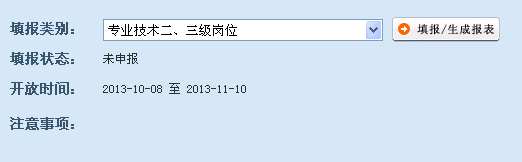 填报类别： 专业技术二、三级岗位 填报/生成报表
填报状态： 未申报
开放时间： 2013-10-08 至 2013-11-10
注意事项：